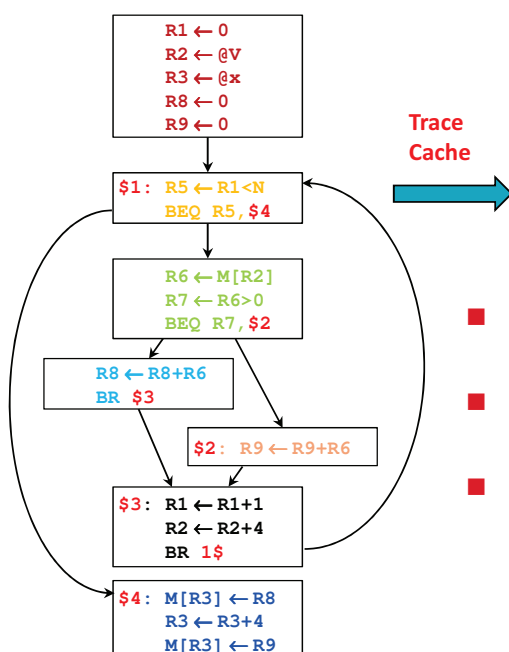 R1 ← 0
R2 ← @V
R3 ← @x
R8 ← 0
R9 ← 0
Trace
Cache
$1: R5 ← R1<N
BEQ R5,$4
R6 ← M[R2]
R7 ← R6>0
BEQ R7,$2
R8 ← R8+R6
BR $3
$2: R9 ← R9+R6
$3: R1 ← R1+1
R2 ← R2+4
BR 1$
$4: M[R3] ← R8
R3 ← R3+4
M[R3] ← R9